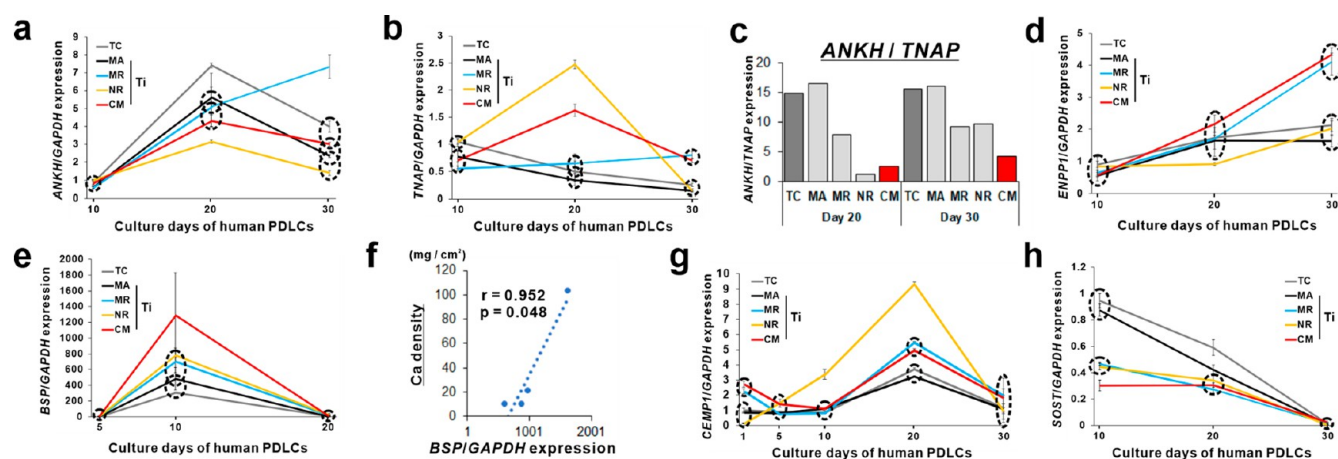 a
ANKH/GAPDH expression
8
7
6
5
4
3
2
1
0
10 20 30
Culture days of human PDLCs
TC
MA
MR
NR
CM
Ti
b
TNAP/GAPDH expression
3
2.5
2
1.5
1
0.5
0
10 20 30
Culture days of human PDLCs
TC
MA
MR
NR
CM
Ti
c
ANKH / TNAP
ANKH/TNAP expression
20
15
10
5
0
TC MA MR NR CM TC MA MR NR CM
Day 20 Day 30
d
ENPP1/GAPDH expression
5
4
3
2
1
0
10 20 30
Culture days of human PDLCs
TC
MA
MR
NR
CM
Ti
e
BSP/GAPDH expression
2000
1800
1600
1400
1200
1000
800
600
400
200
0
5 10 20
Culture days of human PDLCs
TC
MA
MR
NR
CM
Ti
f
(mg / cm²)
Ca density
120
100
80
60
40
20
0
r = 0.952
p = 0.048
1 1001 2001
BSP/GAPDH expression
g
CEMP1/GAPDH expression
10
9
8
7
6
5
4
3
2
1
0
1 5 10 20 30
Culture days of human PDLCs
TC
MA
MR
NR
CM
Ti
h
SOST/GAPDH expression
1.2
1
0.8
0.6
0.4
0.2
0
10 20 30
Culture days of human PDLCs
TC
MA
MR
NR
CM
Ti